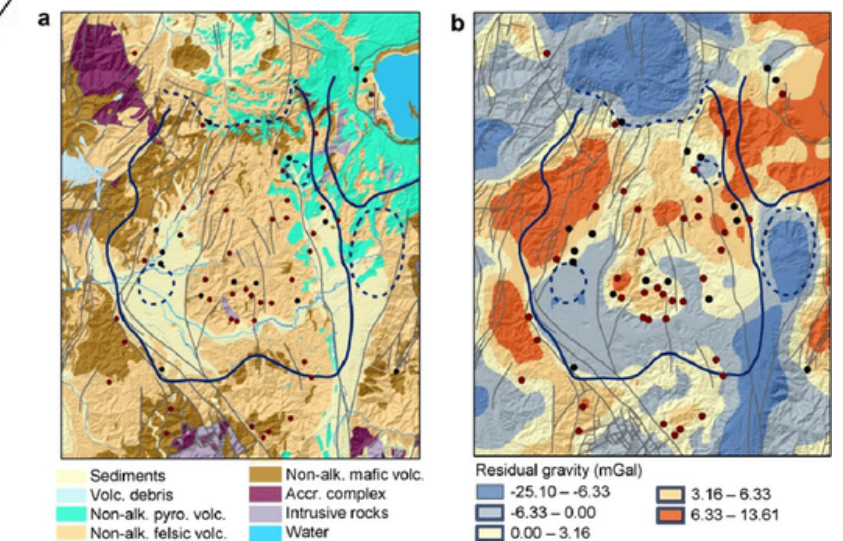 a
b
Sediments
Volc. debris
Non-alk. pyro. volc.
Non-alk. felsic volc.
Non-alk. mafic volc.
Accr. complex
Intrusive rocks
Water
Residual gravity (mGal)
-25.10 – -6.33
-6.33 – 0.00
0.00 – 3.16
3.16 – 6.33
6.33 – 13.61